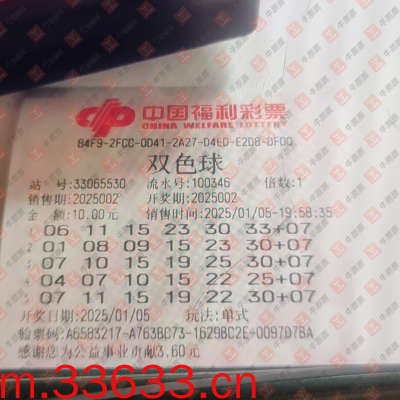 中国福利彩票
CHINA WELFARE LOTTERY
84F9-2FCC-0D41-2A27-D4ED-E2D8-DF00
双色球
站 号:33065530 流水号:100346 倍数:1
销售期:2025002 开奖期:2025002
金 额:10.00元 销售时间:2025/01/05-19:58:35
06 11 15 23 30 33+07
01 08 09 15 23 30+07
07 10 15 19 25 30+07
04 07 10 15 22 25+07
07 11 15 19 22 30+07
开奖日期:2025/01/05 玩法:单式
验票码:A6583217-A763BC73-16298C2E-0097D7BA
感谢您为公益事业贡献3.60元
m.33633.cn